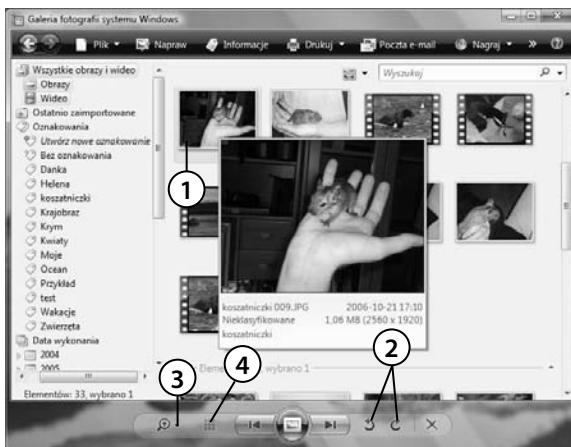 Galeria fotografii systemu Windows
Plik Napraw Informacje Drukuj Poczta e-mail Nagraj »
Wszystkie obrazy i wideo
Obrazy
Wideo
Ostatnio zaimportowane
Oznakowania
Utwórz nowe oznakowanie
Bez oznakowania
Danka
Helena
koszatniczki
Krajobraz
Krym
Kwiaty
Moje
Ocean
Przykład
test
Wakacje
Zwierzeta
Data wykonania
2004
2005
Elementów: 33, wybrano 1
Wyszukaj
1
koszatniczki 009.JPG 2006-10-21 17:10
Nieklasyfikowane 1,06 MB (2560 x 1920)
koszatniczki
wybrano 1
3
4
2